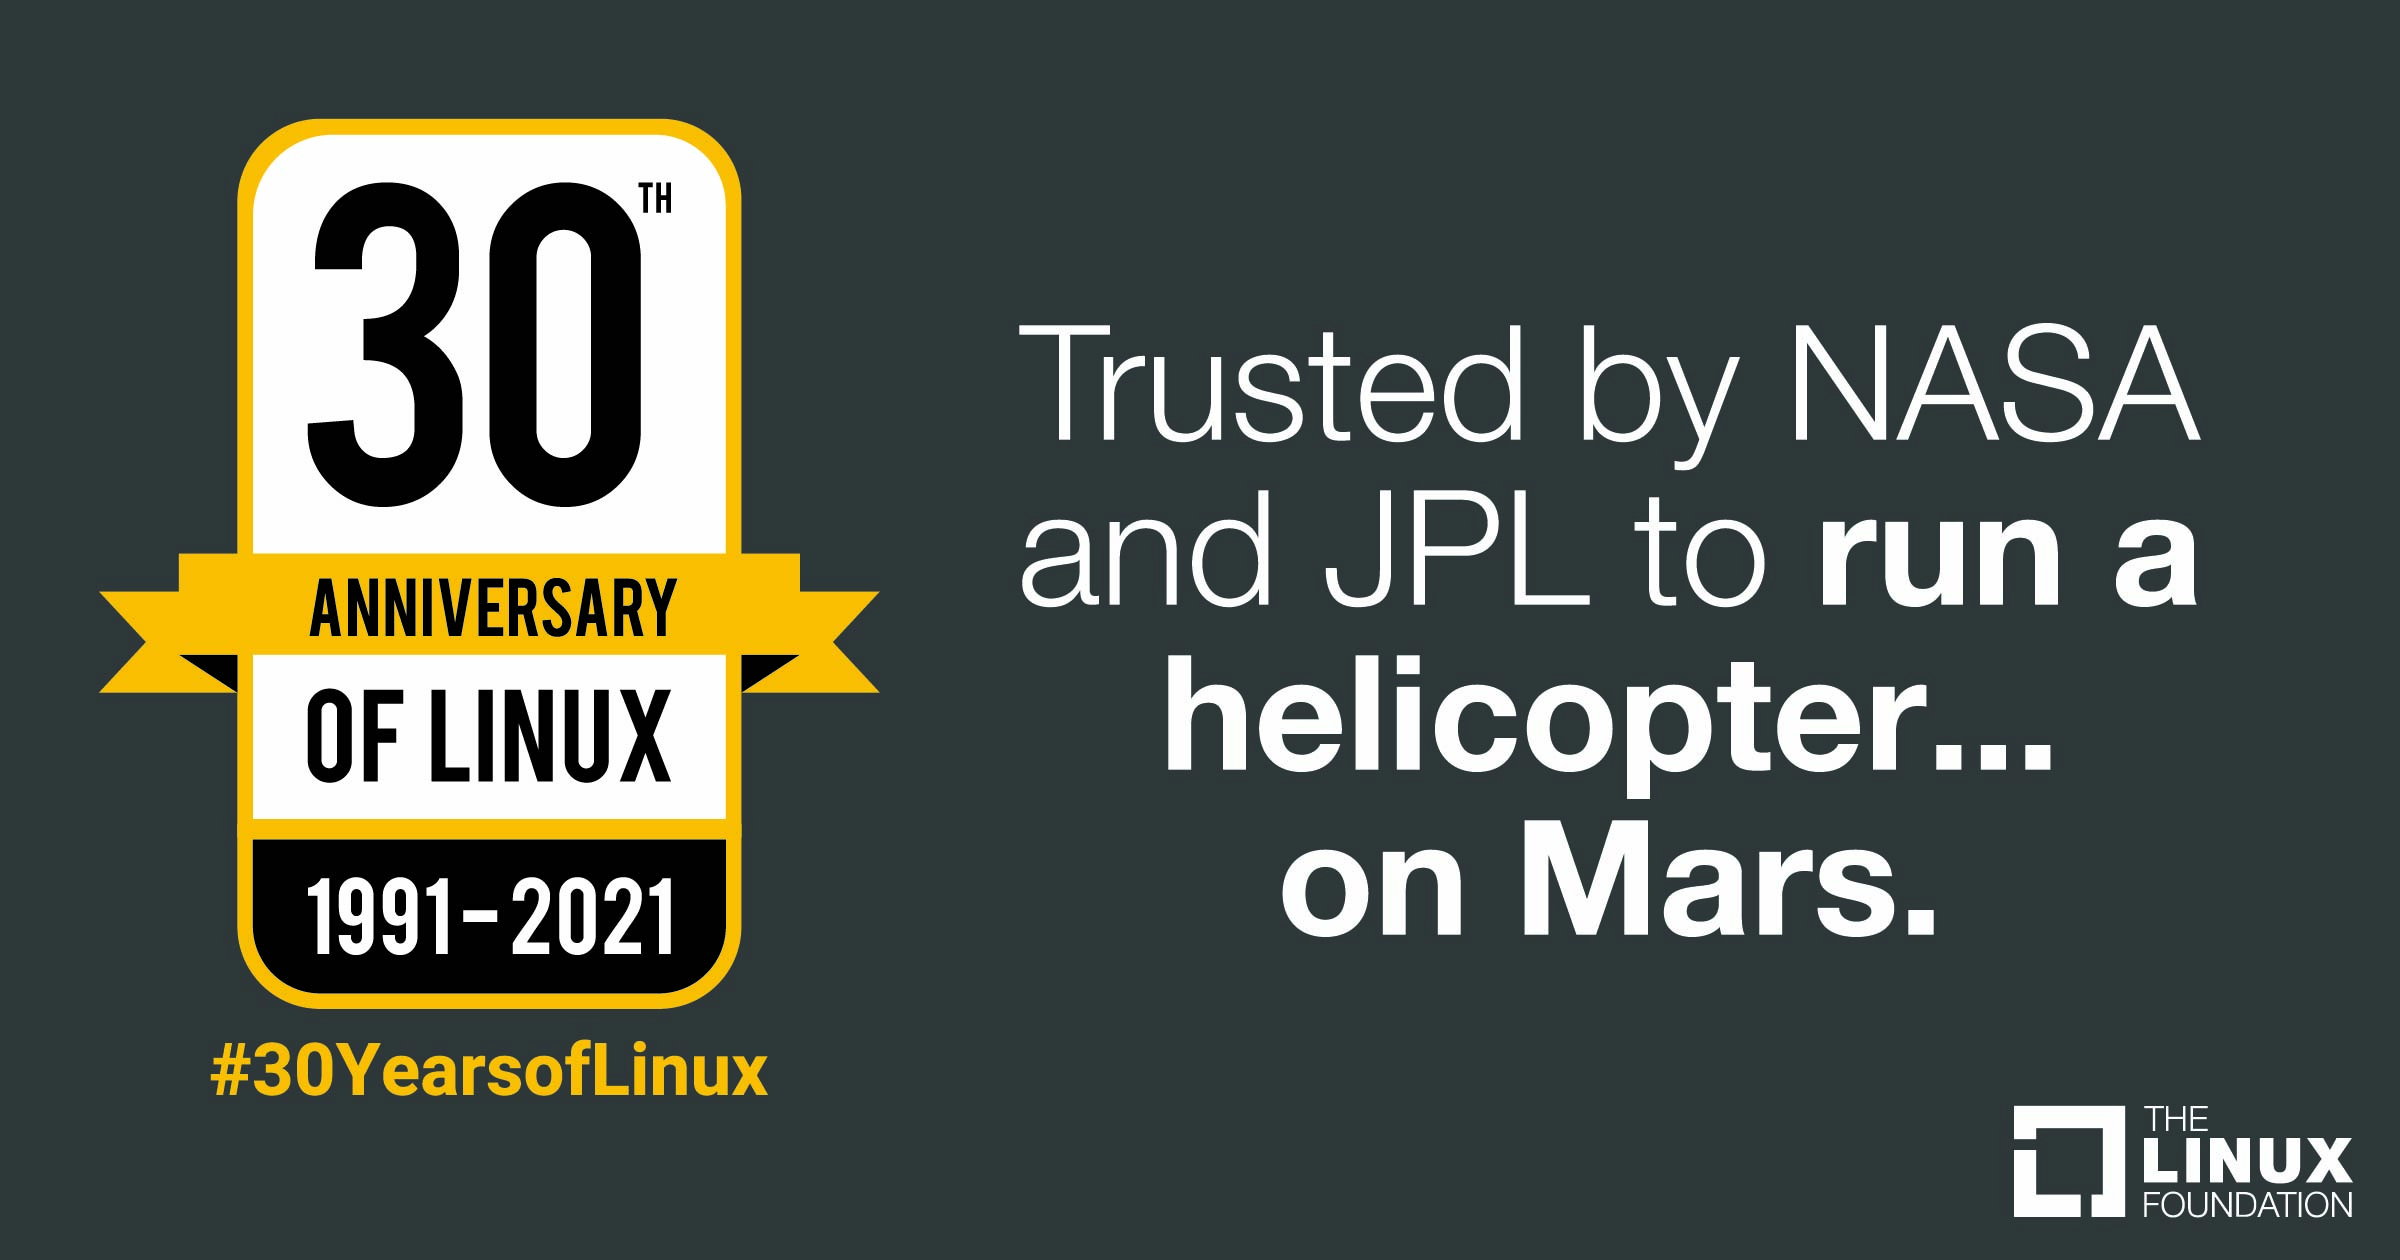 30TH
ANNIVERSARY
OF LINUX
1991-2021
#30YearsofLinux
Trusted by NASA
and JPL to run a
helicopter...
on Mars.
THE
LINUX
FOUNDATION